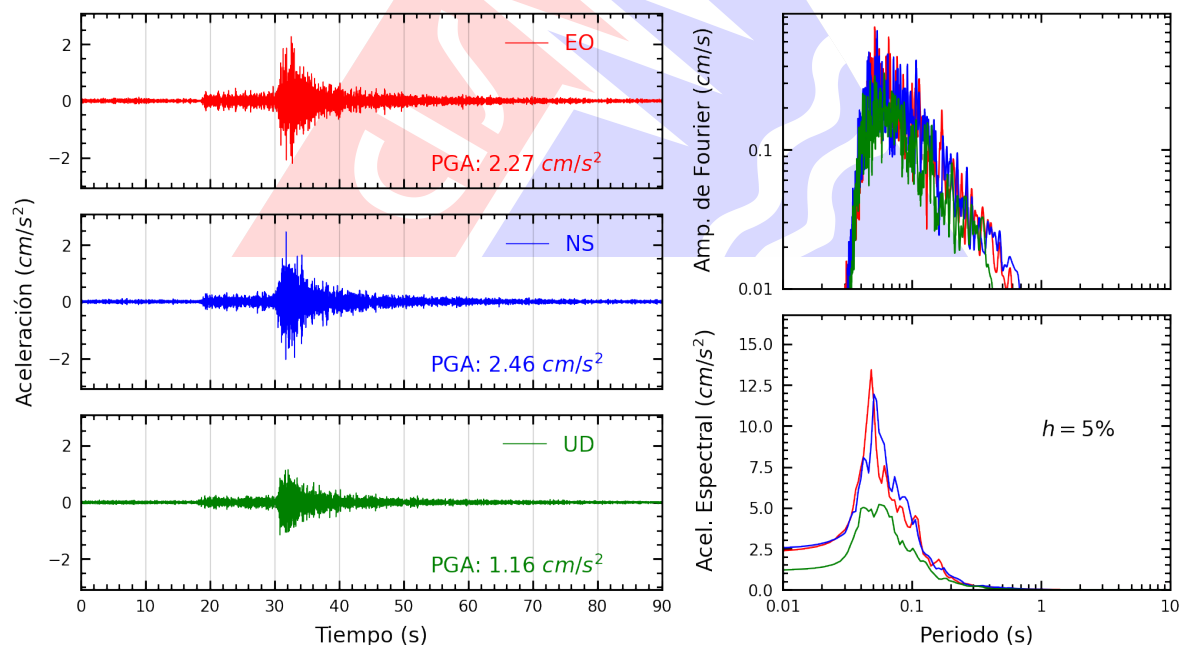 Aceleración (cm/s²)
2
0
−2
EO
PGA: 2.27 cm/s²
2
0
−2
NS
PGA: 2.46 cm/s²
2
0
−2
UD
PGA: 1.16 cm/s²
0 10 20 30 40 50 60 70 80 90
Tiempo (s)
Amp. de Fourier (cm/s)
0.1
0.01
Acel. Espectral (cm/s²)
15.0
12.5
10.0
7.5
5.0
2.5
0.0
h = 5%
0.01 0.1 1 10
Periodo (s)